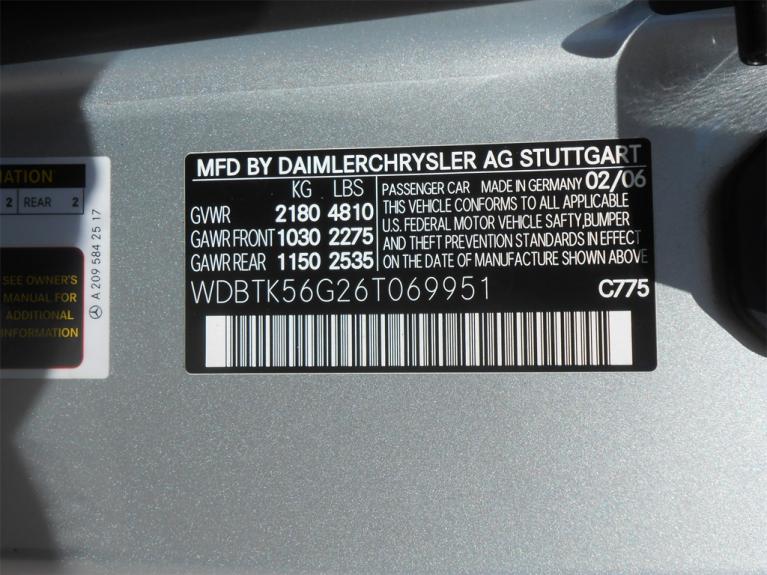 MATION
2 REAR 2
SEE OWNER'S
MANUAL FOR
ADDITIONAL
INFORMATION
A 209 584 25 17
MFD BY DAIMLERCHRYSLER AG STUTTGART
KG LBS
GVWR 2180 4810
GAWR FRONT 1030 2275
GAWR REAR 1150 2535
PASSENGER CAR MADE IN GERMANY 02/06
THIS VEHICLE CONFORMS TO ALL APPLICABLE
U.S. FEDERAL MOTOR VEHICLE SAFTY,BUMPER
AND THEFT PREVENTION STANDARDS IN EFFECT
ON THE DATE OF MANUFACTURE SHOWN ABOVE
WDBTK56G26T069951 C775